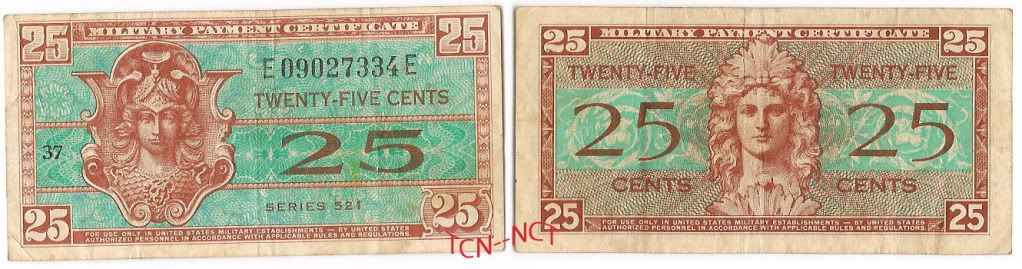 25 MILITARY PAYMENT CERTIFICATE 25
E09027334E
TWENTY-FIVE CENTS
37
25
SERIES 521
25 25
FOR USE ONLY IN UNITED STATES MILITARY ESTABLISHMENTS — BY UNITED STATES
AUTHORIZED PERSONNEL IN ACCORDANCE WITH APPLICABLE RULES AND REGULATIONS.
25 MILITARY PAYMENT CERTIFICATE 25
TWENTY-FIVE TWENTY-FIVE
25 25
CENTS CENTS
25 25
FOR USE ONLY IN UNITED STATES MILITARY ESTABLISHMENTS — BY UNITED STATES
AUTHORIZED PERSONNEL IN ACCORDANCE WITH APPLICABLE RULES AND REGULATIONS.
TCN--NCT